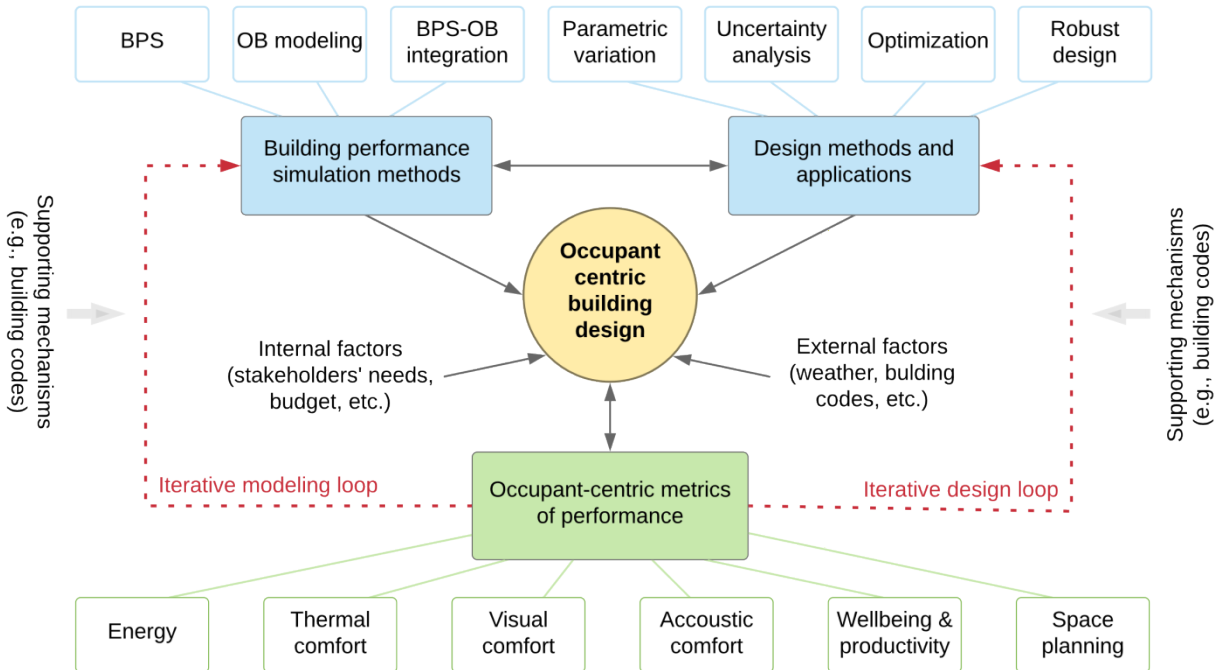 BPS
OB modeling
BPS-OB
integration
Parametric
variation
Uncertainty
analysis
Optimization
Robust
design
Building performance
simulation methods
Design methods and
applications
Supporting mechanisms
(e.g., building codes)
Occupant
centric
building
design
Supporting mechanisms
(e.g., building codes)
Internal factors
(stakeholders' needs,
budget, etc.)
External factors
(weather, bulding
codes, etc.)
Iterative modeling loop
Occupant-centric metrics
of performance
Iterative design loop
Energy
Thermal
comfort
Visual
comfort
Accoustic
comfort
Wellbeing &
productivity
Space
planning